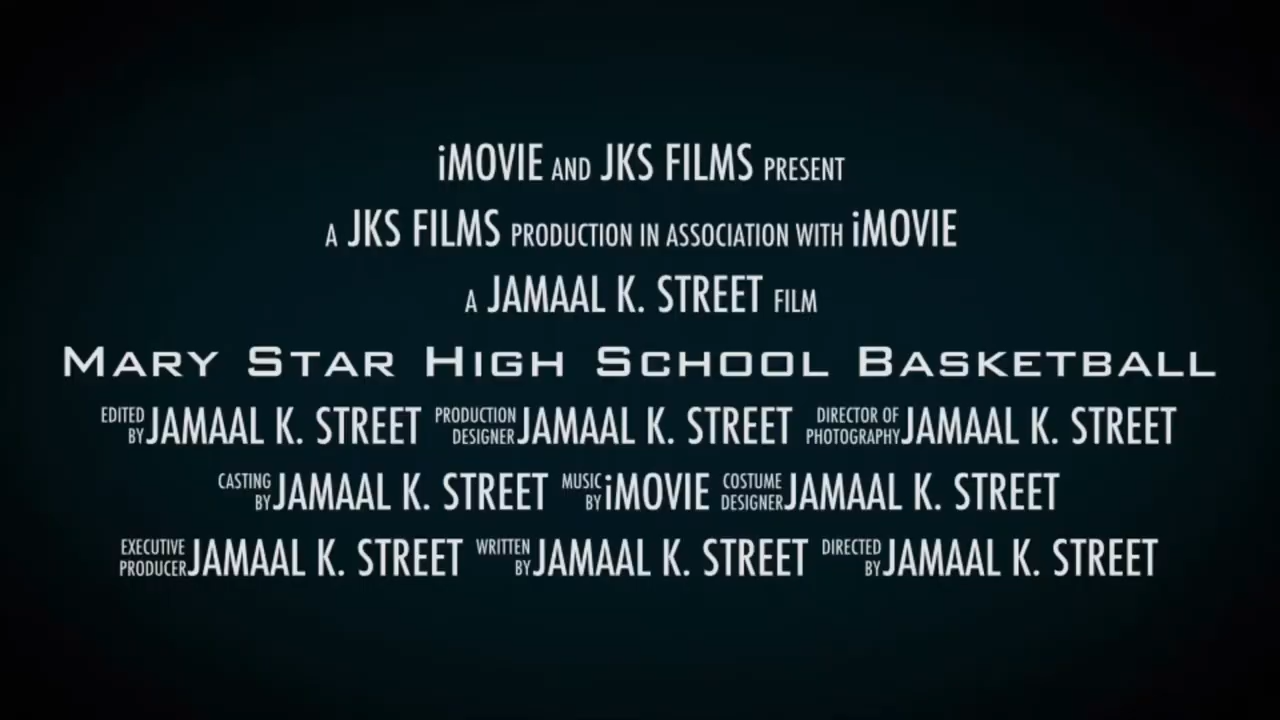 iMOVIE AND JKS FILMS PRESENT
A JKS FILMS PRODUCTION IN ASSOCIATION WITH iMOVIE
A JAMAAL K. STREET FILM
MARY STAR HIGH SCHOOL BASKETBALL
EDITED BY JAMAAL K. STREET PRODUCTION DESIGNER JAMAAL K. STREET DIRECTOR OF PHOTOGRAPHY JAMAAL K. STREET
CASTING BY JAMAAL K. STREET MUSIC BY iMOVIE COSTUME DESIGNER JAMAAL K. STREET
EXECUTIVE PRODUCER JAMAAL K. STREET WRITTEN BY JAMAAL K. STREET DIRECTED BY JAMAAL K. STREET